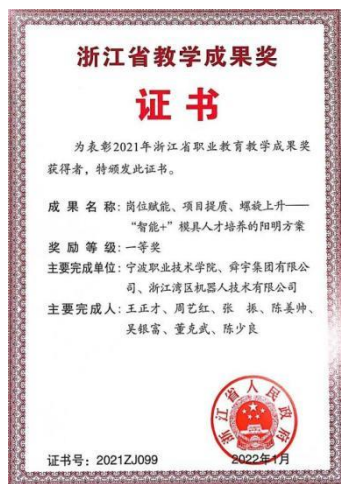 浙江省教学成果奖
证书
为表彰2021年浙江省职业教育教学成果奖
获得者，特颁发此证书。
成果名称：岗位赋能、项目提质、螺旋上升——
“智能+”模具人才培养的阳明方案
奖励等级：一等奖
主要完成单位：宁波职业技术学院、舜宇集团有限公
司、浙江湾区机器人技术有限公司
主要完成人：王正才、周艺红、张 振、陈姜帅、
吴银富、董克武、陈少良
浙江省人民政府
证书号：2021ZJ099
2022年1月